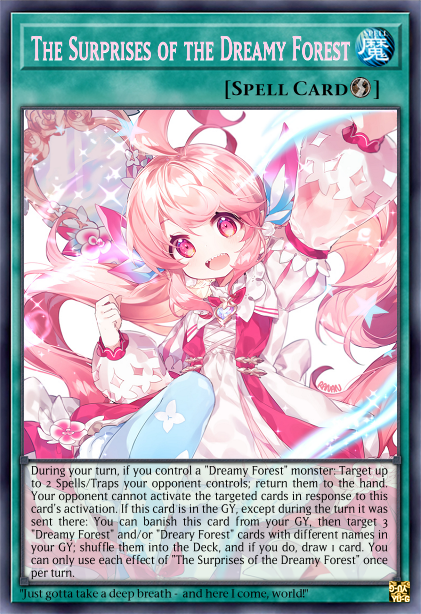 The Surprises of the Dreamy Forest
SPELL
魔
[Spell Card]
During your turn, if you control a "Dreamy Forest" monster: Target up
to 2 Spells/Traps your opponent controls; return them to the hand.
Your opponent cannot activate the targeted cards in response to this
card's activation. If this card is in the GY, except during the turn it was
sent there: You can banish this card from your GY, then target 3
"Dreamy Forest" and/or "Dreary Forest" cards with different names in
your GY; shuffle them into the Deck, and if you do, draw 1 card. You
can only use each effect of "The Surprises of the Dreamy Forest" once
per turn.
"Just gotta take a deep breath - and here I come, world!"